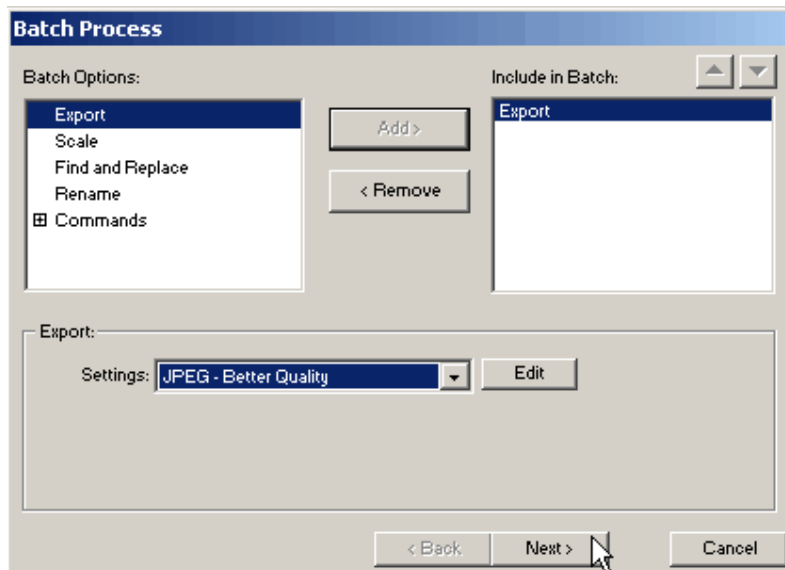 Batch Process
Batch Options:
Include in Batch:
Export
Scale
Find and Replace
Rename
Commands
Add >
< Remove
Export
Export:
Settings: JPEG - Better Quality
Edit
< Back
Next >
Cancel